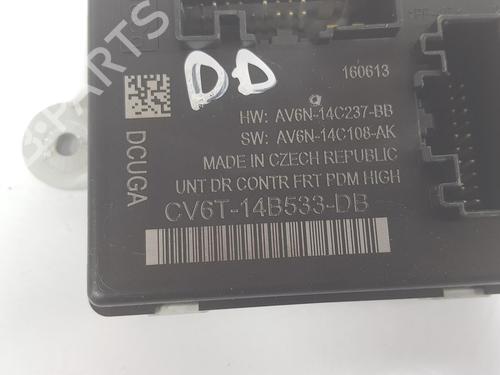 DD
160613
HW: AV6N-14C237-BB
SW: AV6N-14C108-AK
MADE IN CZECH REPUBLIC
UNT DR CONTR FRT PDM HIGH
CV6T-14B533-DB
DCUGA
PARTS